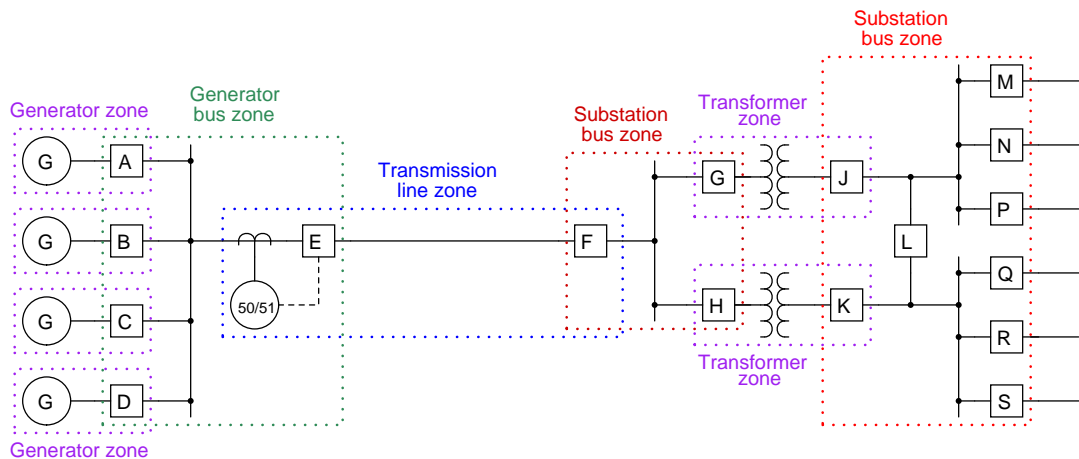 Substation
bus zone
Generator
bus zone
Generator zone
Transformer
zone
Substation
bus zone
Transmission
line zone
M
G
A
N
G
J
P
G
B
E
F
L
Q
50/51
H
K
G
C
R
Transformer
zone
G
D
S
Generator zone